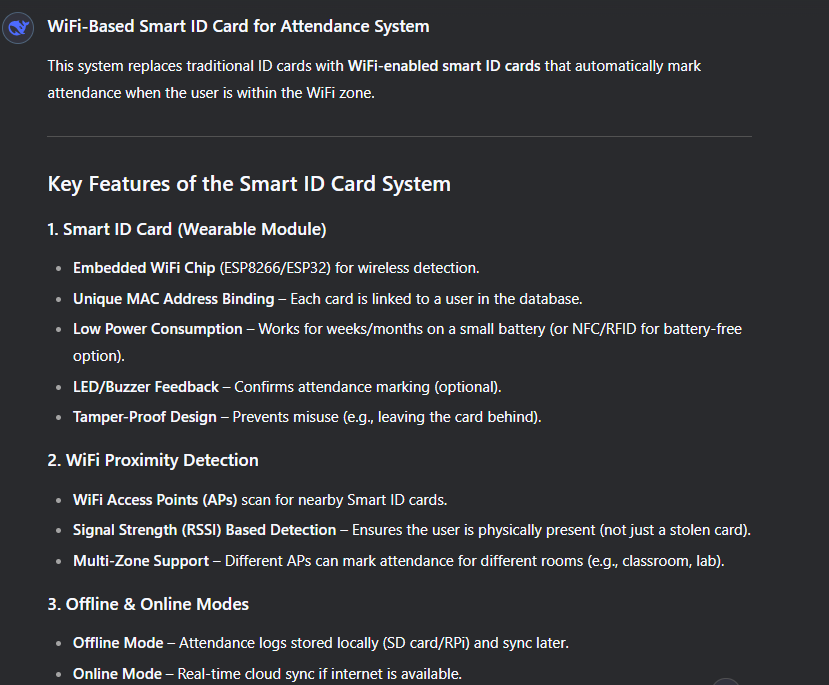 WiFi-Based Smart ID Card for Attendance System
This system replaces traditional ID cards with WiFi-enabled smart ID cards that automatically mark
attendance when the user is within the WiFi zone.
Key Features of the Smart ID Card System
1. Smart ID Card (Wearable Module)
• Embedded WiFi Chip (ESP8266/ESP32) for wireless detection.
• Unique MAC Address Binding – Each card is linked to a user in the database.
• Low Power Consumption – Works for weeks/months on a small battery (or NFC/RFID for battery-free
option).
• LED/Buzzer Feedback – Confirms attendance marking (optional).
• Tamper-Proof Design – Prevents misuse (e.g., leaving the card behind).
2. WiFi Proximity Detection
• WiFi Access Points (APs) scan for nearby Smart ID cards.
• Signal Strength (RSSI) Based Detection – Ensures the user is physically present (not just a stolen card).
• Multi-Zone Support – Different APs can mark attendance for different rooms (e.g., classroom, lab).
3. Offline & Online Modes
• Offline Mode – Attendance logs stored locally (SD card/RPi) and sync later.
• Online Mode – Real-time cloud sync if internet is available.